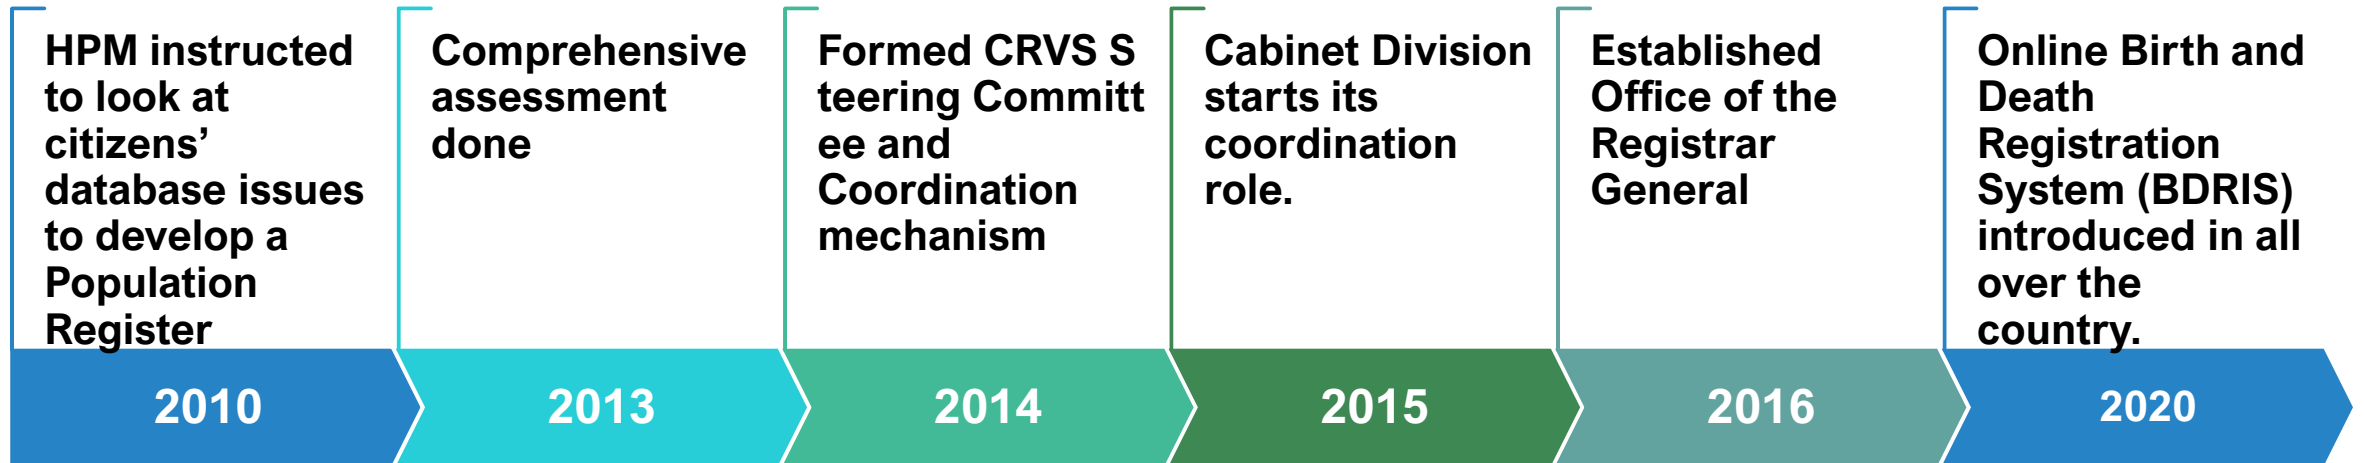 HPM instructed
to look at
citizens’
database issues
to develop a
Population
Register
Comprehensive
assessment
done
Formed CRVS S
teering Committ
ee and
Coordination
mechanism
Cabinet Division
starts its
coordination
role.
Established
Office of the
Registrar
General
Online Birth and
Death
Registration
System (BDRIS)
introduced in all
over the
country.
2010
2013
2014
2015
2016
2020